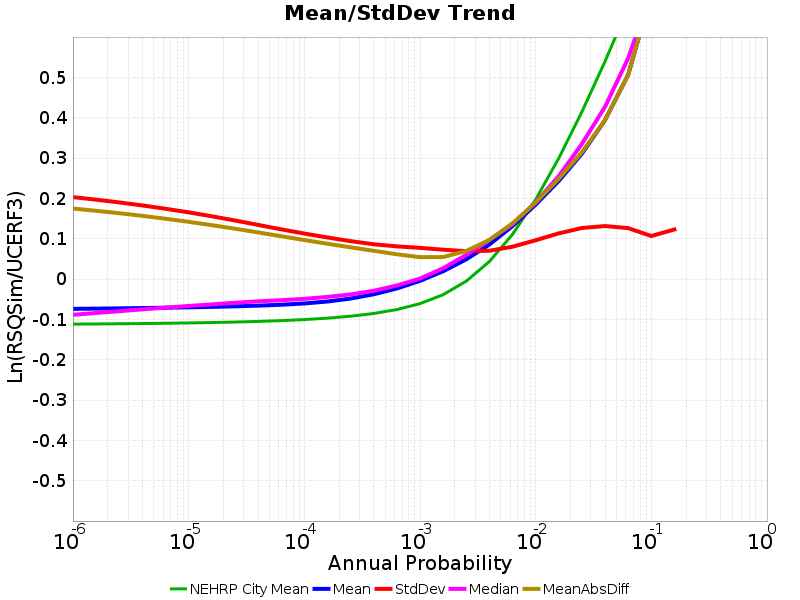 Mean/StdDev Trend
Ln(RSQSim/UCERF3)
0.5
0.4
0.3
0.2
0.1
0
-0.1
-0.2
-0.3
-0.4
-0.5
10^-6 10^-5 10^-4 10^-3 10^-2 10^-1 10^0
Annual Probability
NEHRP City Mean Mean StdDev Median MeanAbsDiff